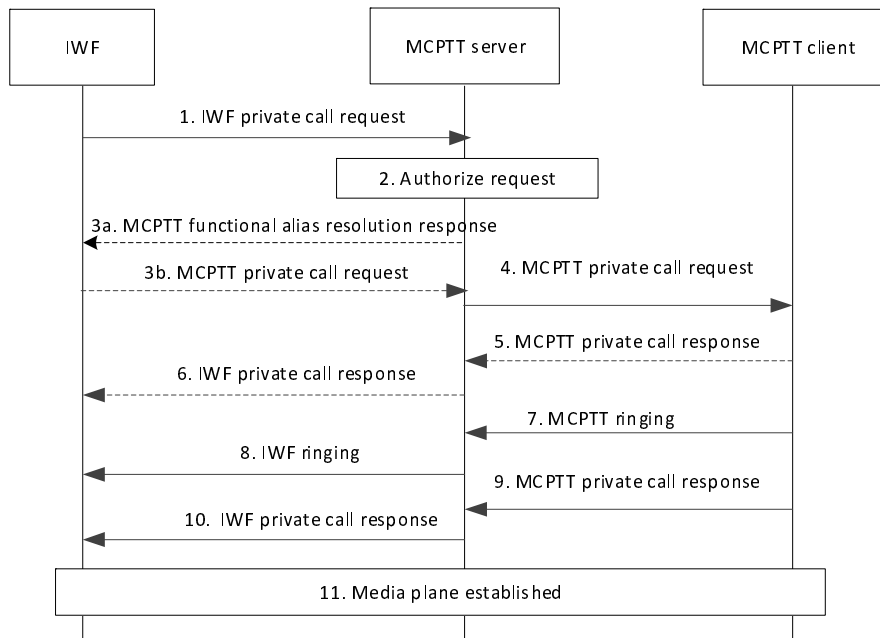 IWF
MCPTT server
MCPTT client
1. IWF private call request
2. Authorize request
3a. MCPTT functional alias resolution response
3b. MCPTT private call request
4. MCPTT private call request
5. MCPTT private call response
6. IWF private call response
7. MCPTT ringing
8. IWF ringing
9. MCPTT private call response
10. IWF private call response
11. Media plane established